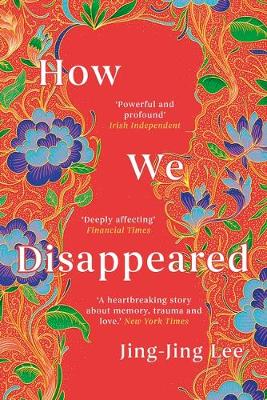 How
'Powerful and
profound'
Irish Independent
We
'Deeply affecting'
Financial Times
Disappeared
'A heartbreaking story
about memory, trauma and
love.' New York Times
Jing-Jing Lee